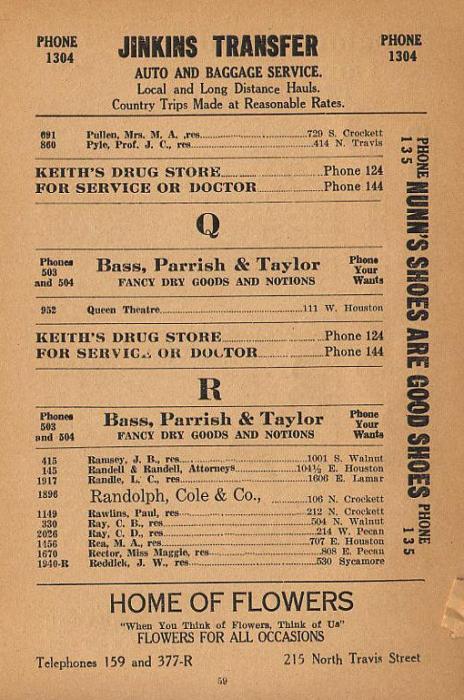 PHONE 1304 JINKINS TRANSFER PHONE 1304
AUTO AND BAGGAGE SERVICE.
Local and Long Distance Hauls.
Country Trips Made at Reasonable Rates.
691 Pullen, Mrs. M. A. ,res. 729 S. Crockett
860 Pyle, Prof. J. C., res. 414 N. Travis
KEITH'S DRUG STORE Phone 124
FOR SERVICE OR DOCTOR Phone 144
Q
Phones 503 and 504 Bass, Parrish & Taylor Phone Your Wants
FANCY DRY GOODS AND NOTIONS
952 Queen Theatre 111 W. Houston
KEITH'S DRUG STORE Phone 124
FOR SERVICE OR DOCTOR Phone 144
R
Phones 503 and 504 Bass, Parrish & Taylor Phone Your Wants
FANCY DRY GOODS AND NOTIONS
415 Ramsey, J. B., res. 1001 S. Walnut
145 Randell & Randell, Attorneys 104½ E. Houston
1917 Randle, L. C., res. 1606 E. Lamar
1896 Randolph, Cole & Co., 106 N. Crockett
1149 Rawlins, Paul, res 212 N. Crockett
330 Ray, C. B., res 504 N. Walnut
2026 Ray, C. D., res 214 W. Pecan
1456 Rea, M. A., res 707 E. Houston
1670 Rector, Miss Maggie, res 808 E. Pecan
1940-R Reddick, J. W., res 530 Sycamore
PHONE 135 NUNN'S SHOES ARE GOOD SHOES PHONE 135
HOME OF FLOWERS
"When You Think of Flowers, Think of Us"
FLOWERS FOR ALL OCCASIONS
Telephones 159 and 377-R 215 North Travis Street
59